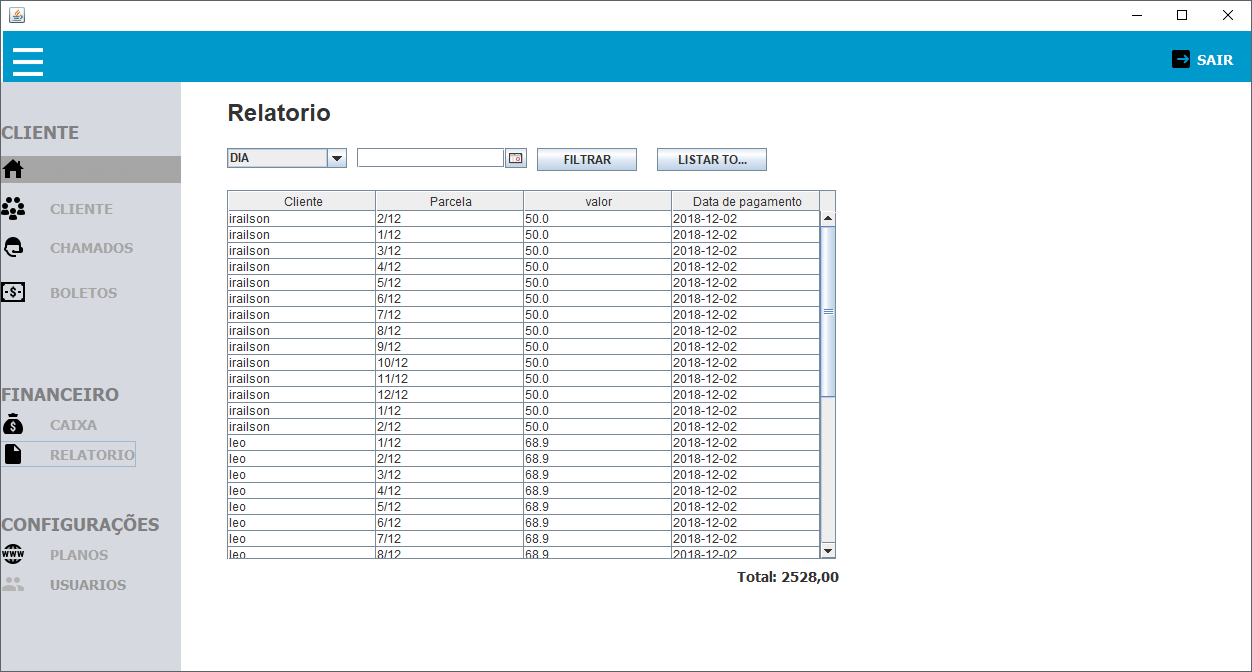 SAIR
CLIENTE
CLIENTE
CHAMADOS
BOLETOS
FINANCEIRO
CAIXA
RELATORIO
CONFIGURAÇÕES
WWW PLANOS
USUARIOS
Relatorio
DIA FILTRAR LISTAR TO...
Cliente Parcela valor Data de pagamento
irailson 2/12 50.0 2018-12-02
irailson 1/12 50.0 2018-12-02
irailson 3/12 50.0 2018-12-02
irailson 4/12 50.0 2018-12-02
irailson 5/12 50.0 2018-12-02
irailson 6/12 50.0 2018-12-02
irailson 7/12 50.0 2018-12-02
irailson 8/12 50.0 2018-12-02
irailson 9/12 50.0 2018-12-02
irailson 10/12 50.0 2018-12-02
irailson 11/12 50.0 2018-12-02
irailson 12/12 50.0 2018-12-02
irailson 1/12 50.0 2018-12-02
irailson 2/12 50.0 2018-12-02
leo 1/12 68.9 2018-12-02
leo 2/12 68.9 2018-12-02
leo 3/12 68.9 2018-12-02
leo 4/12 68.9 2018-12-02
leo 5/12 68.9 2018-12-02
leo 6/12 68.9 2018-12-02
leo 7/12 68.9 2018-12-02
leo 8/12 68.9 2018-12-02
Total: 2528,00